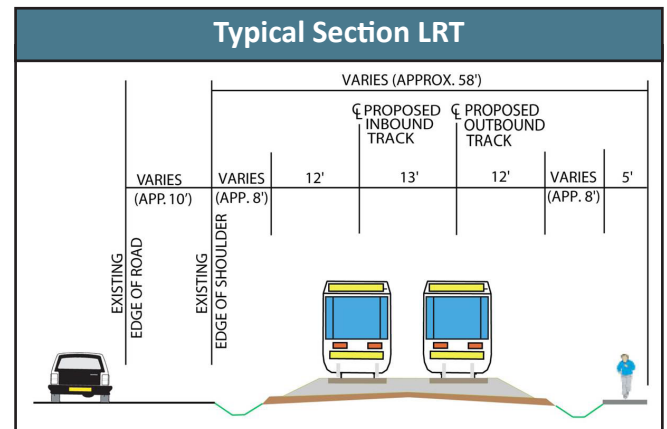 Typical Section LRT
VARIES (APPROX. 58')
℄ PROPOSED
INBOUND
TRACK
℄ PROPOSED
OUTBOUND
TRACK
VARIES
(APP. 10')
VARIES
(APP. 8')
12'
13'
12'
VARIES
(APP. 8')
5'
EXISTING
EDGE OF ROAD
EXISTING
EDGE OF SHOULDER